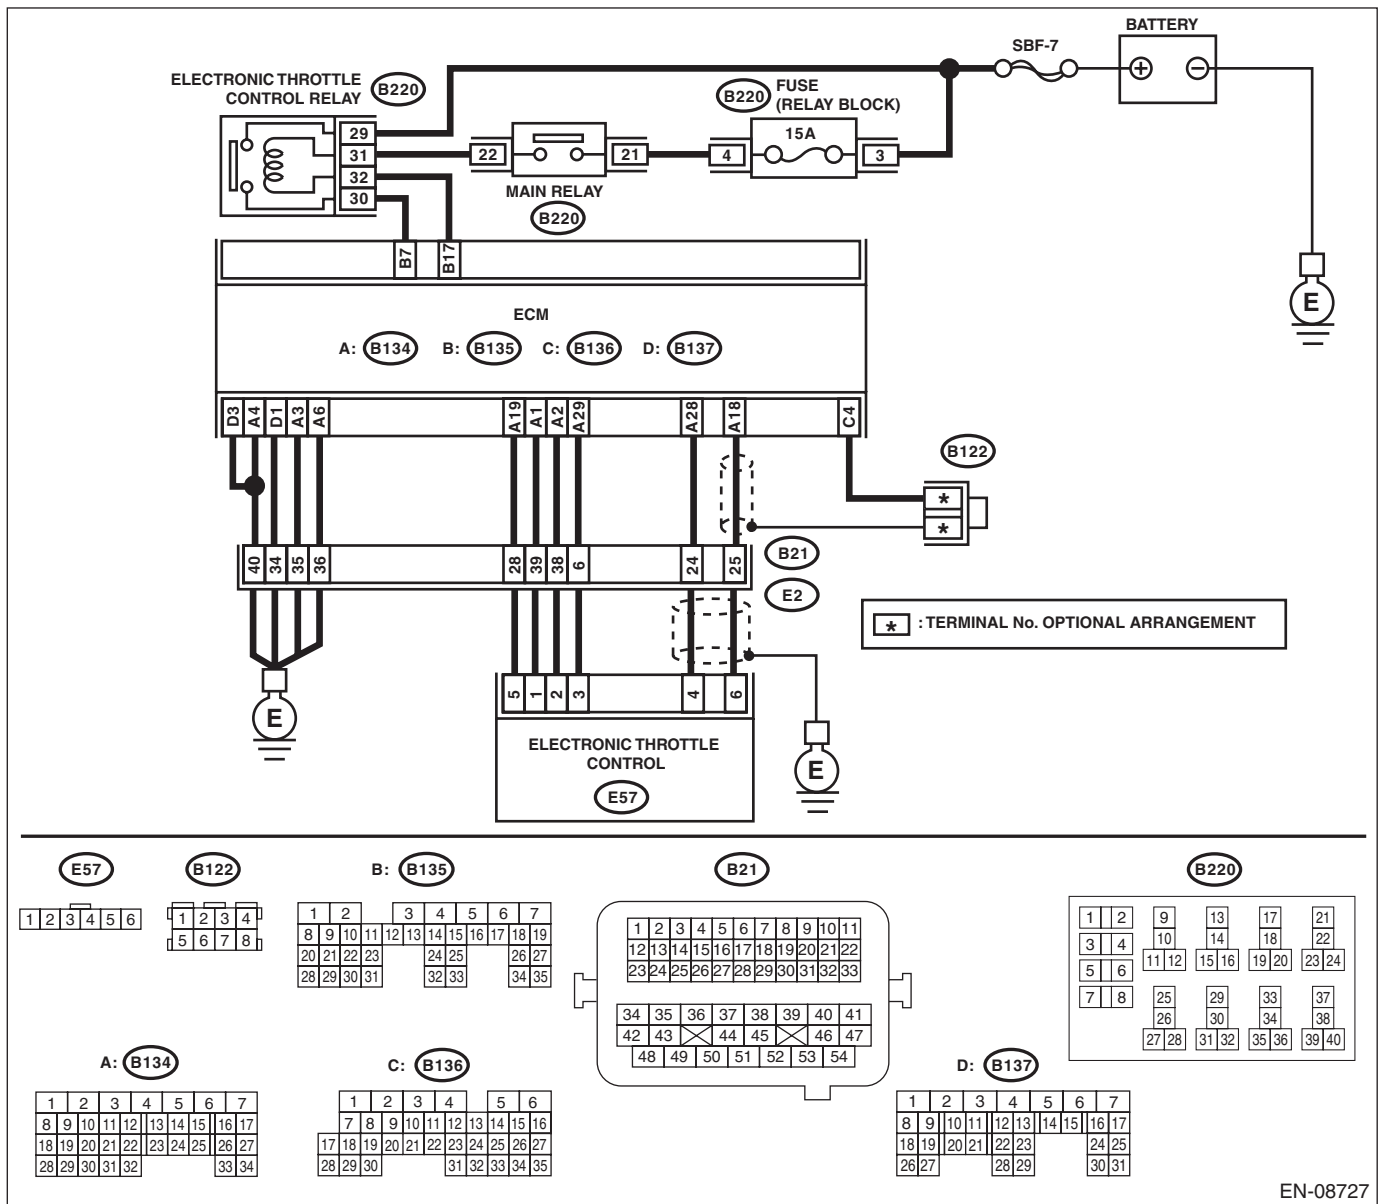 BATTERY
SBF-7
ELECTRONIC THROTTLE
CONTROL RELAY
B220
B220
FUSE
(RELAY BLOCK)
15A
29
31
32
30
22
21
4
3
MAIN RELAY
B220
E
B7
B17
ECM
A: B134 B: B135 C: B136 D: B137
D3 A4 D1 A3 A6 A19 A1 A2 A29 A28 A18 C4
B122
*
*
40 34 35 36 28 39 38 6 24 25
B21
E2
* : TERMINAL No. OPTIONAL ARRANGEMENT
5 1 2 3 4 6
E
ELECTRONIC THROTTLE
CONTROL
E57
E
E57
1 2 3 4 5 6
B122
1 2 3 4
5 6 7 8
B: B135
1 2 3 4 5 6 7
8 9 10 11 12 13 14 15 16 17 18 19
20 21 22 23 24 25 26 27
28 29 30 31 32 33 34 35
B21
1 2 3 4 5 6 7 8 9 10 11
12 13 14 15 16 17 18 19 20 21 22
23 24 25 26 27 28 29 30 31 32 33
34 35 36 37 38 39 40 41
42 43 44 45 46 47
48 49 50 51 52 53 54
B220
1 2
3 4
5 6
7 8
9 13 17 21
10 14 18 22
11 12 15 16 19 20 23 24
25 29 33 37
26 30 34 38
27 28 31 32 35 36 39 40
A: B134
1 2 3 4 5 6 7
8 9 10 11 12 13 14 15 16 17
18 19 20 21 22 23 24 25 26 27
28 29 30 31 32 33 34
C: B136
1 2 3 4 5 6
7 8 9 10 11 12 13 14 15 16
17 18 19 20 21 22 23 24 25 26 27
28 29 30 31 32 33 34 35
D: B137
1 2 3 4 5 6 7
8 9 10 11 12 13 14 15 16 17
18 19 20 21 22 23 24 25
26 27 28 29 30 31
EN-08727